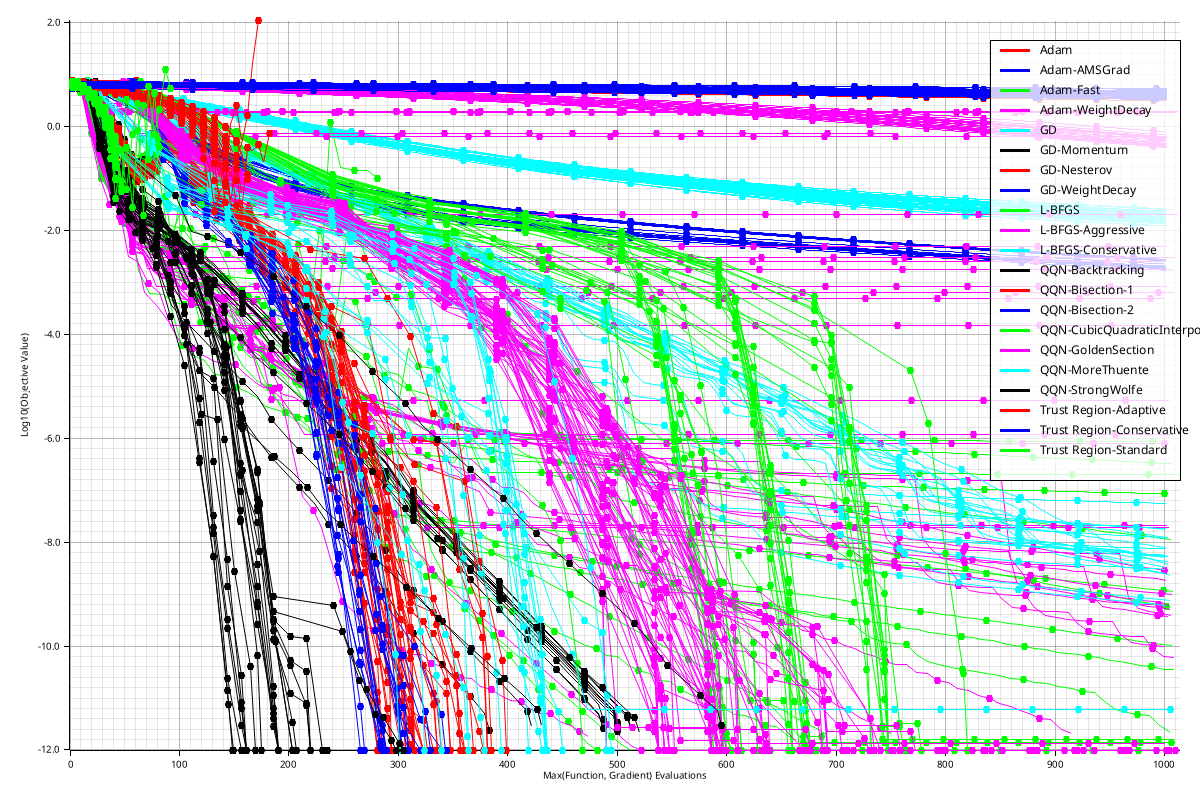 2.0
0.0
-2.0
-4.0
-6.0
-8.0
-10.0
-12.0
Log10(Objective Value)
0 100 200 300 400 500 600 700 800 900 1000
Max(Function, Gradient) Evaluations
Adam
Adam-AMSGrad
Adam-Fast
Adam-WeightDecay
GD
GD-Momentum
GD-Nesterov
GD-WeightDecay
L-BFGS
L-BFGS-Aggressive
L-BFGS-Conservative
QQN-Backtracking
QQN-Bisection-1
QQN-Bisection-2
QQN-CubicQuadraticInterpo
QQN-GoldenSection
QQN-MoreThuente
QQN-StrongWolfe
Trust Region-Adaptive
Trust Region-Conservative
Trust Region-Standard